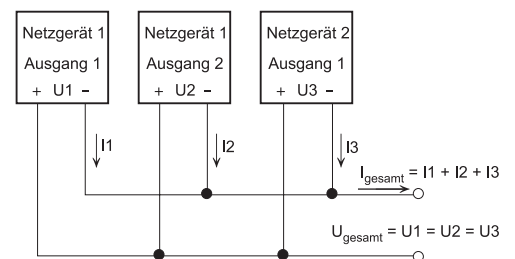 Netzgerät 1
Ausgang 1
+ U1 −
Netzgerät 1
Ausgang 2
+ U2 −
Netzgerät 2
Ausgang 1
+ U3 −
I1
I2
I3
Igesamt = I1 + I2 + I3
Ugesamt = U1 = U2 = U3